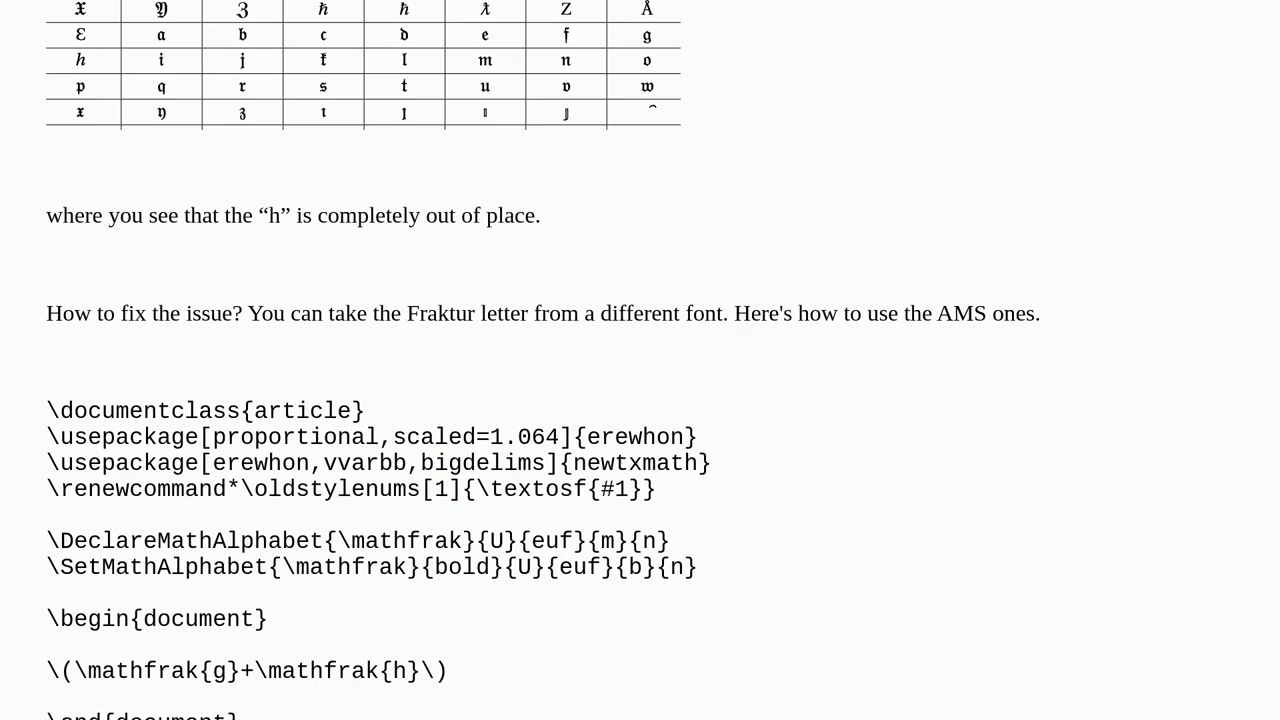 𝔛 𝔜 ℨ ℏ ℏ ƛ Z Å
Ɛ 𝔞 𝔟 𝔠 𝔡 𝔢 𝔣 𝔤
ℎ 𝔦 𝔧 𝔨 𝔩 𝔪 𝔫 𝔬
𝔭 𝔮 𝔯 𝔰 𝔱 𝔲 𝔳 𝔴
𝔵 𝔶 𝔷
where you see that the “h” is completely out of place.
How to fix the issue? You can take the Fraktur letter from a different font. Here's how to use the AMS ones.
\documentclass{article}
\usepackage[proportional,scaled=1.064]{erewhon}
\usepackage[erewhon,vvarbb,bigdelims]{newtxmath}
\renewcommand*\oldstylenums[1]{\textosf{#1}}
\DeclareMathAlphabet{\mathfrak}{U}{euf}{m}{n}
\SetMathAlphabet{\mathfrak}{bold}{U}{euf}{b}{n}
\begin{document}
\(\mathfrak{g}+\mathfrak{h}\)
\end{document}